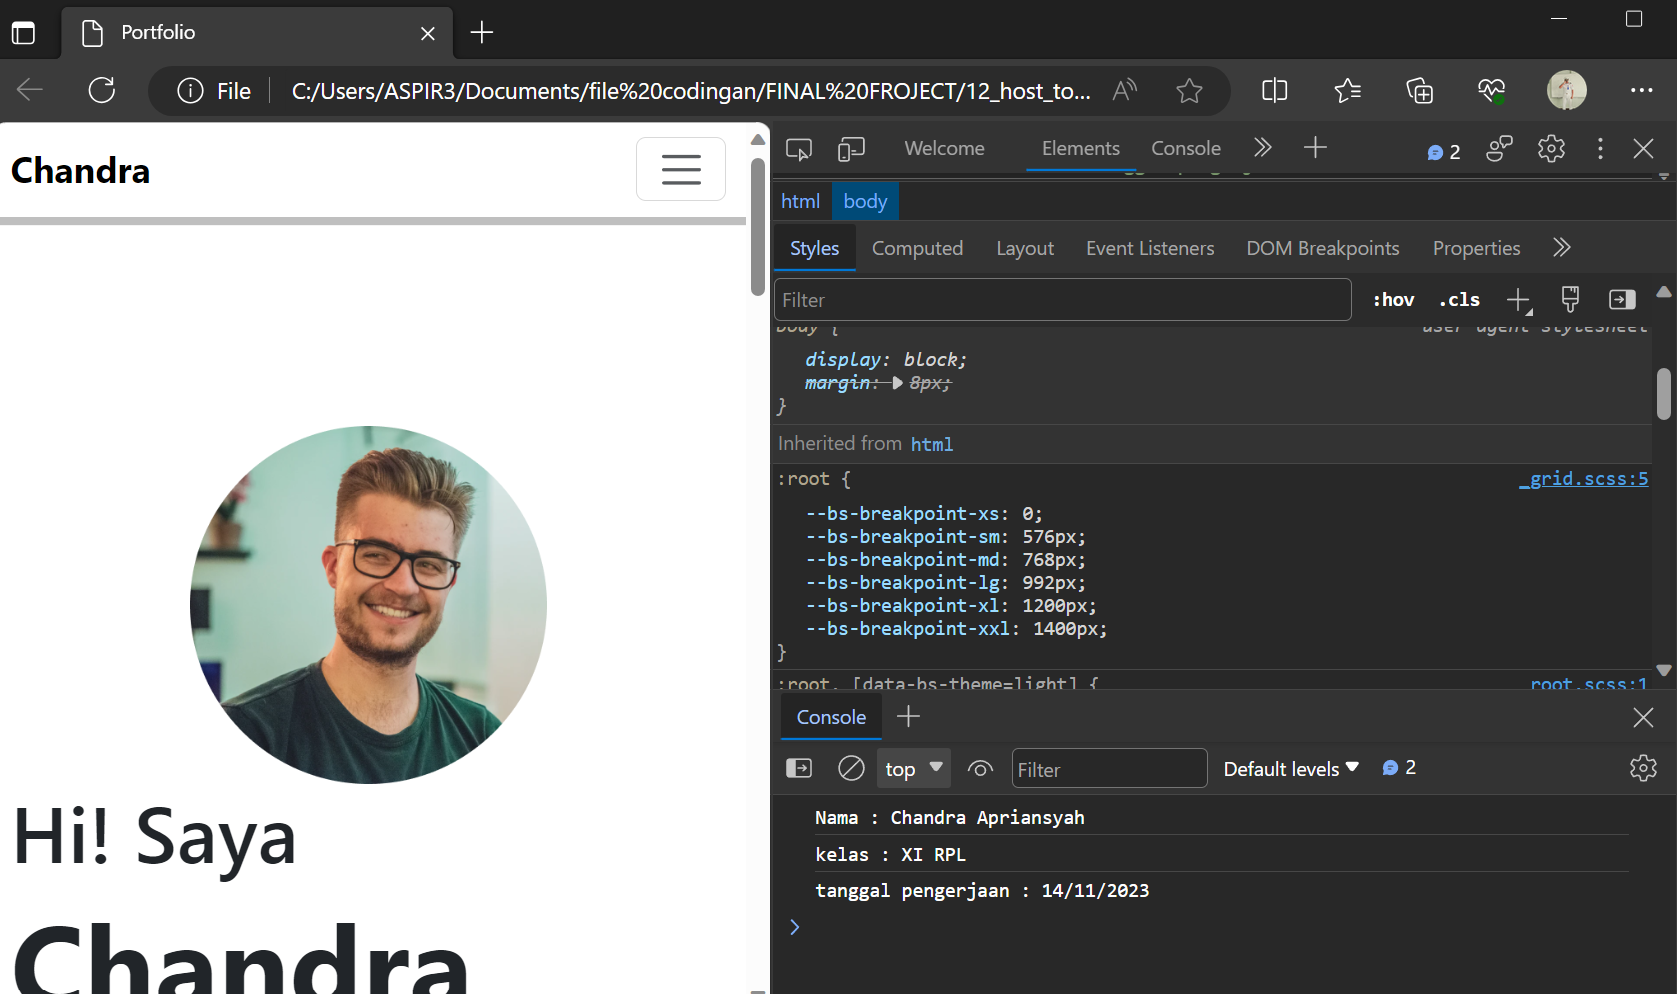 Portfolio
File
C:/Users/ASPIR3/Documents/file%20codingan/FINAL%20FROJECT/12_host_to...
Chandra
Hi! Saya
Chandra
Welcome
Elements
Console
2
html
body
Styles
Computed
Layout
Event Listeners
DOM Breakpoints
Properties
Filter
:hov
.cls
body {
user agent stylesheet
display: block;
margin: 8px;
}
Inherited from html
:root {
_grid.scss:5
--bs-breakpoint-xs: 0;
--bs-breakpoint-sm: 576px;
--bs-breakpoint-md: 768px;
--bs-breakpoint-lg: 992px;
--bs-breakpoint-xl: 1200px;
--bs-breakpoint-xxl: 1400px;
}
:root, [data-bs-theme=light] {
root.scss:1
Console
top
Filter
Default levels
2
Nama : Chandra Apriansyah
kelas : XI RPL
tanggal pengerjaan : 14/11/2023